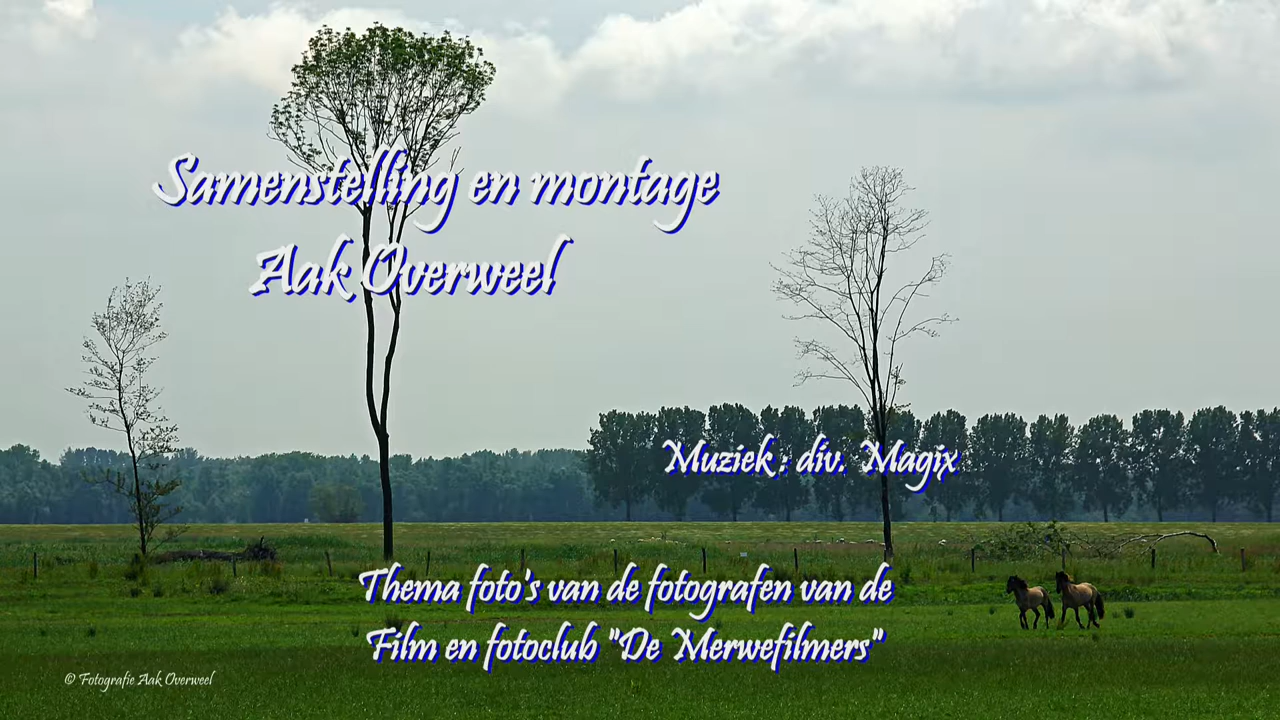 Samenstelling en montage
Aak Overweel
Muziek : div. Magix
Thema foto's van de fotografen van de
Film en fotoclub "De Merwefilmers"
© Fotografie Aak Overweel